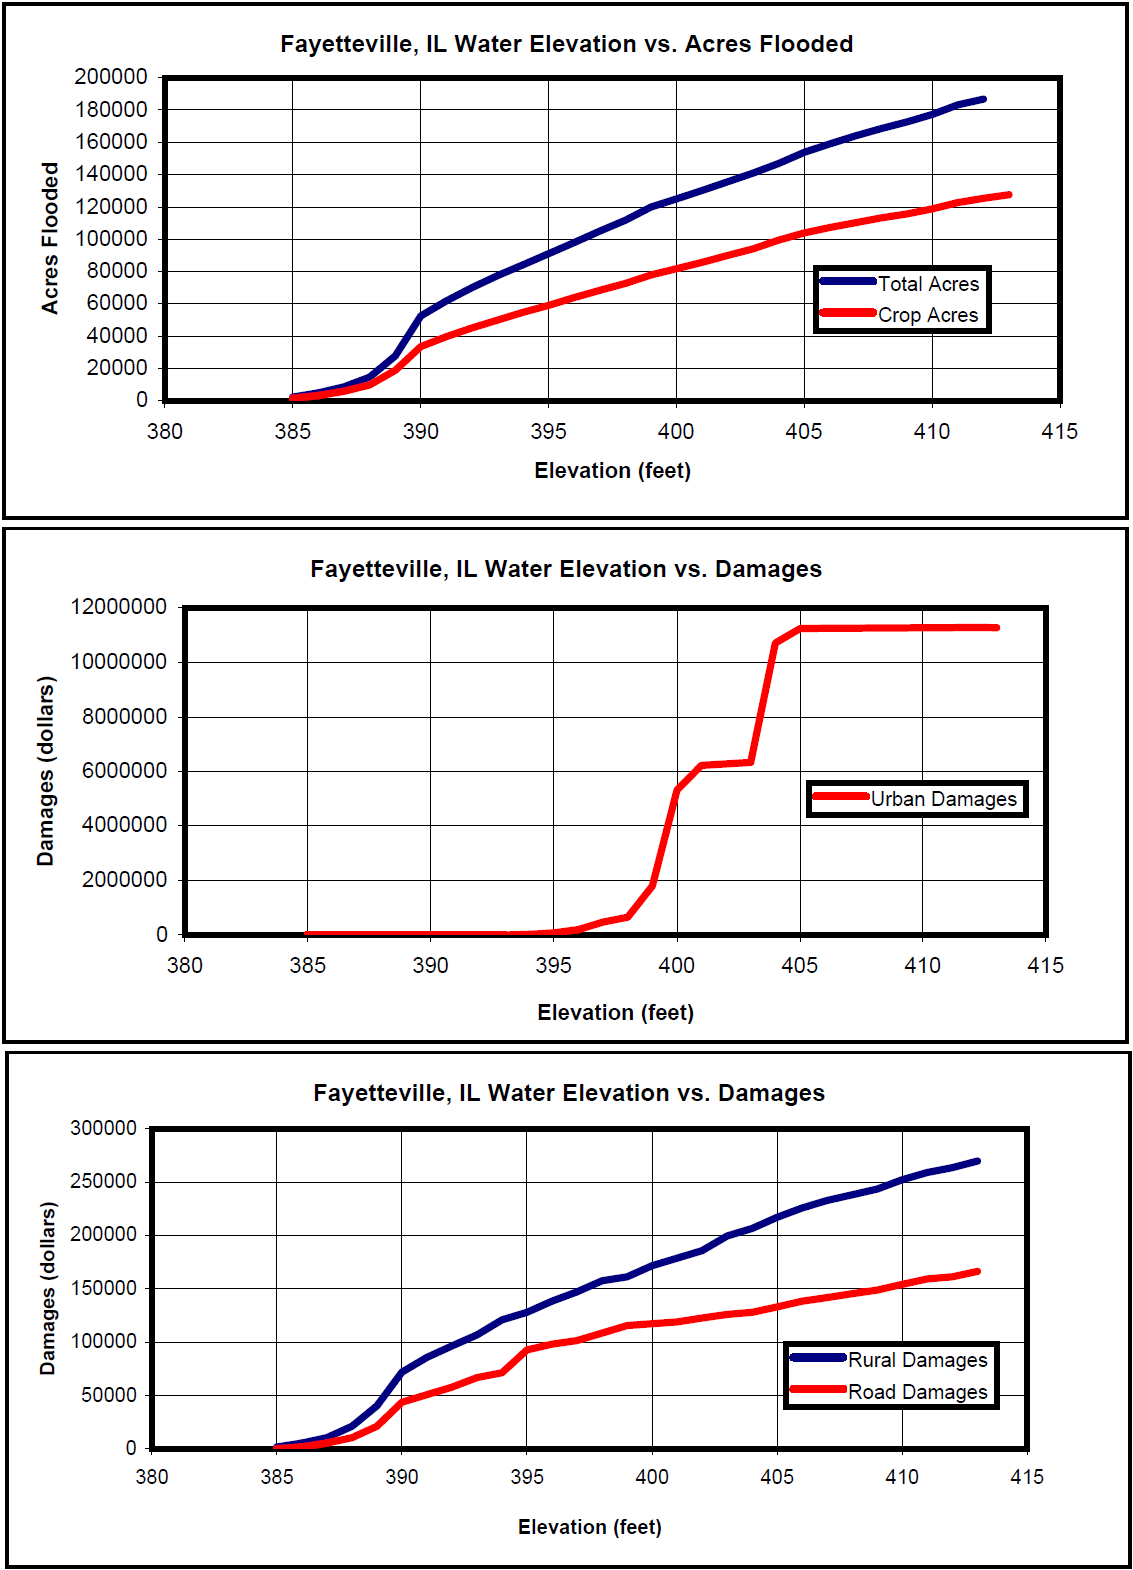 Fayetteville, IL Water Elevation vs. Acres Flooded
200000
180000
160000
140000
120000
100000
80000
60000
40000
20000
0
Acres Flooded
Total Acres
Crop Acres
380 385 390 395 400 405 410 415
Elevation (feet)
Fayetteville, IL Water Elevation vs. Damages
12000000
10000000
8000000
6000000
4000000
2000000
0
Damages (dollars)
Urban Damages
380 385 390 395 400 405 410 415
Elevation (feet)
Fayetteville, IL Water Elevation vs. Damages
300000
250000
200000
150000
100000
50000
0
Damages (dollars)
Rural Damages
Road Damages
380 385 390 395 400 405 410 415
Elevation (feet)